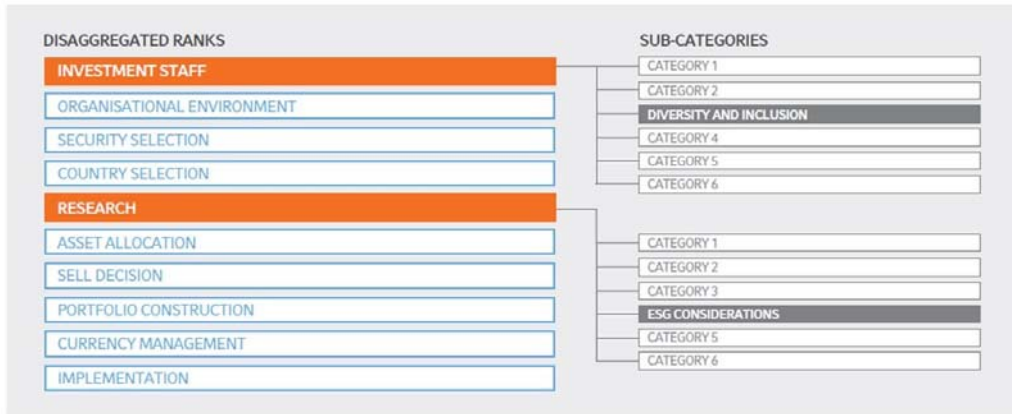 DISAGGREGATED RANKS
INVESTMENT STAFF
ORGANISATIONAL ENVIRONMENT
SECURITY SELECTION
COUNTRY SELECTION
RESEARCH
ASSET ALLOCATION
SELL DECISION
PORTFOLIO CONSTRUCTION
CURRENCY MANAGEMENT
IMPLEMENTATION
SUB-CATEGORIES
CATEGORY 1
CATEGORY 2
DIVERSITY AND INCLUSION
CATEGORY 4
CATEGORY 5
CATEGORY 6
CATEGORY 1
CATEGORY 2
CATEGORY 3
ESG CONSIDERATIONS
CATEGORY 5
CATEGORY 6